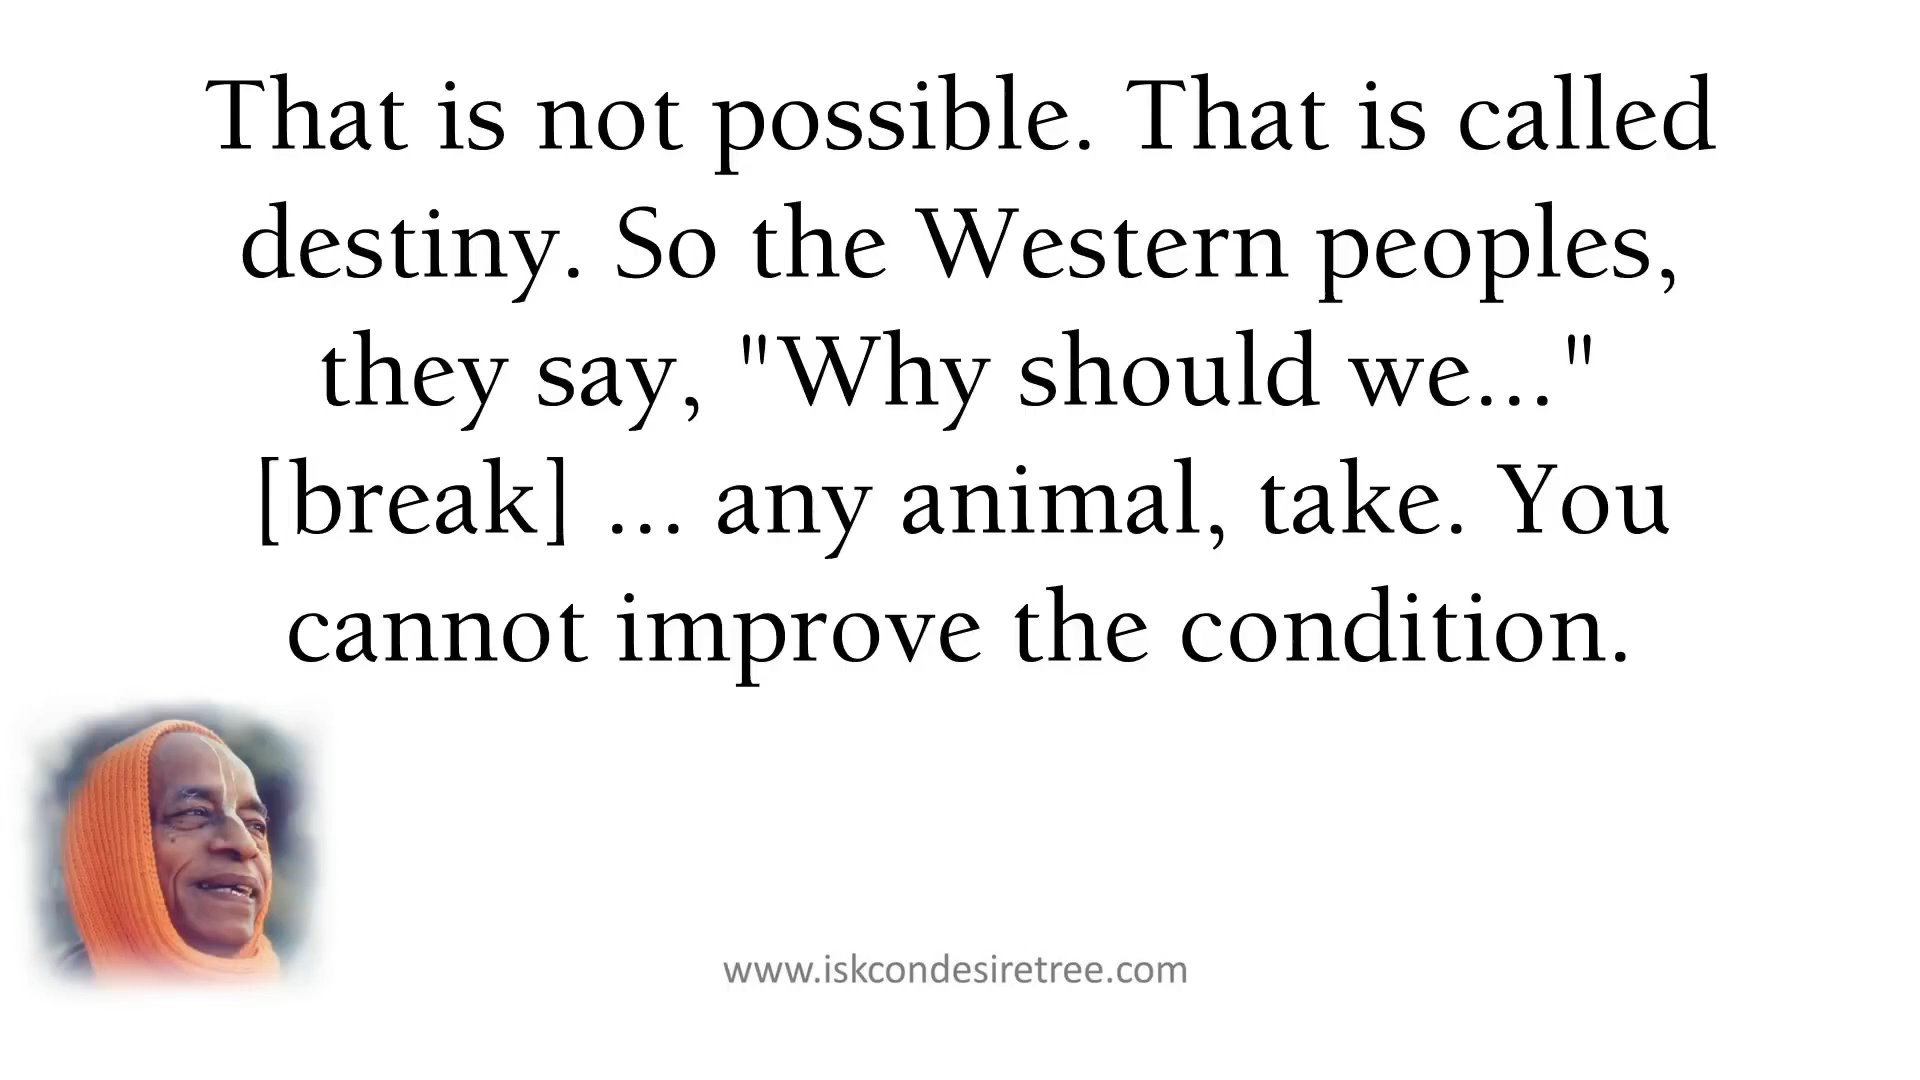 That is not possible. That is called
destiny. So the Western peoples,
they say, "Why should we..."
[break] ... any animal, take. You
cannot improve the condition.
www.iskcondesiretree.com